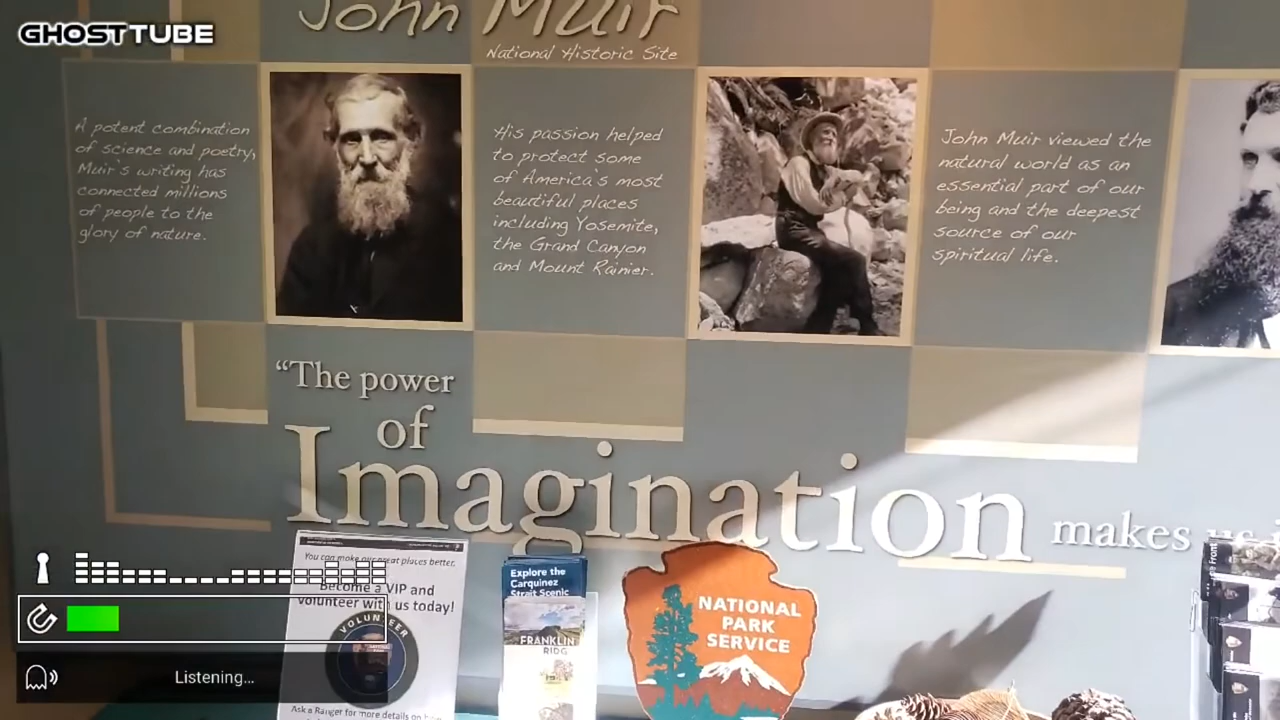 GHOSTTUBE
John Muir
National Historic Site
A potent combination
of science and poetry,
Muir's writing has
connected millions
of people to the
glory of nature.
His passion helped
to protect some
of America's most
beautiful places
including Yosemite,
the Grand Canyon
and Mount Rainier.
John Muir viewed the
natural world as an
essential part of our
being and the deepest
source of our
spiritual life.
"The power
of
Imagination
makes us
You can make our great places better.
Become a VIP and
volunteer with us today!
VOLUNTEER
Ask a Ranger for more details on
Explore the
Carquinez
Strait Scenic
FRANKLIN
RIDG
NATIONAL
PARK
SERVICE
Listening...